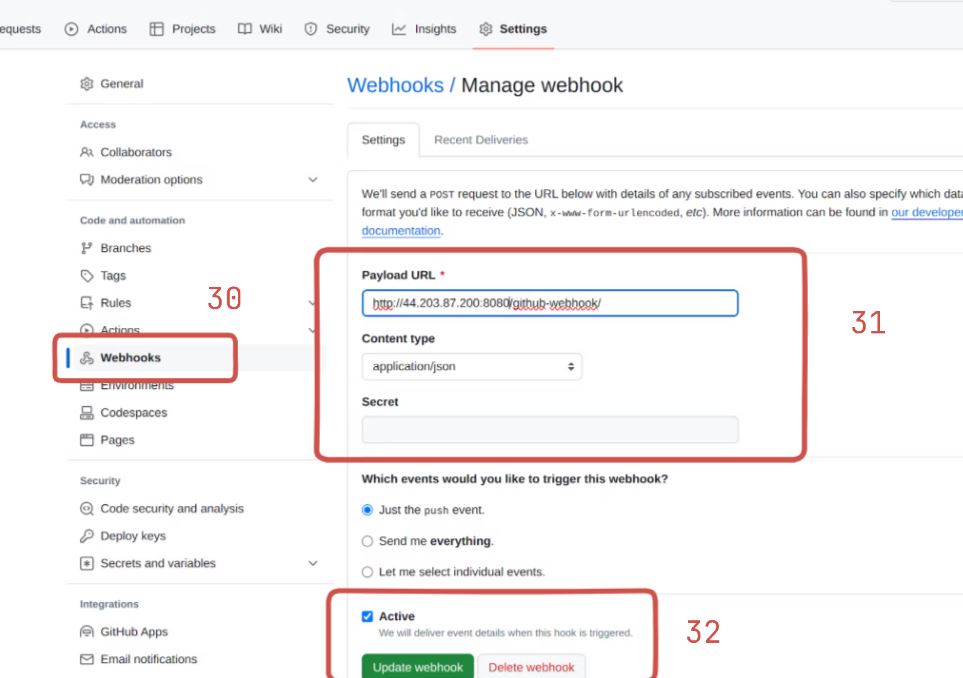 equests Actions Projects Wiki Security Insights Settings
General
Access
Collaborators
Moderation options
Code and automation
Branches
Tags
Rules
30
Actions
Webhooks
Environments
Codespaces
Pages
Security
Code security and analysis
Deploy keys
Secrets and variables
Integrations
GitHub Apps
Email notifications
Webhooks / Manage webhook
Settings Recent Deliveries
We'll send a POST request to the URL below with details of any subscribed events. You can also specify which data
format you'd like to receive (JSON, x-www-form-urlencoded, etc). More information can be found in our developer
documentation.
Payload URL *
http://44.203.87.200:8080/github-webhook/
31
Content type
application/json
Secret
Which events would you like to trigger this webhook?
Just the push event.
Send me everything.
Let me select individual events.
Active
We will deliver event details when this hook is triggered.
32
Update webhook Delete webhook